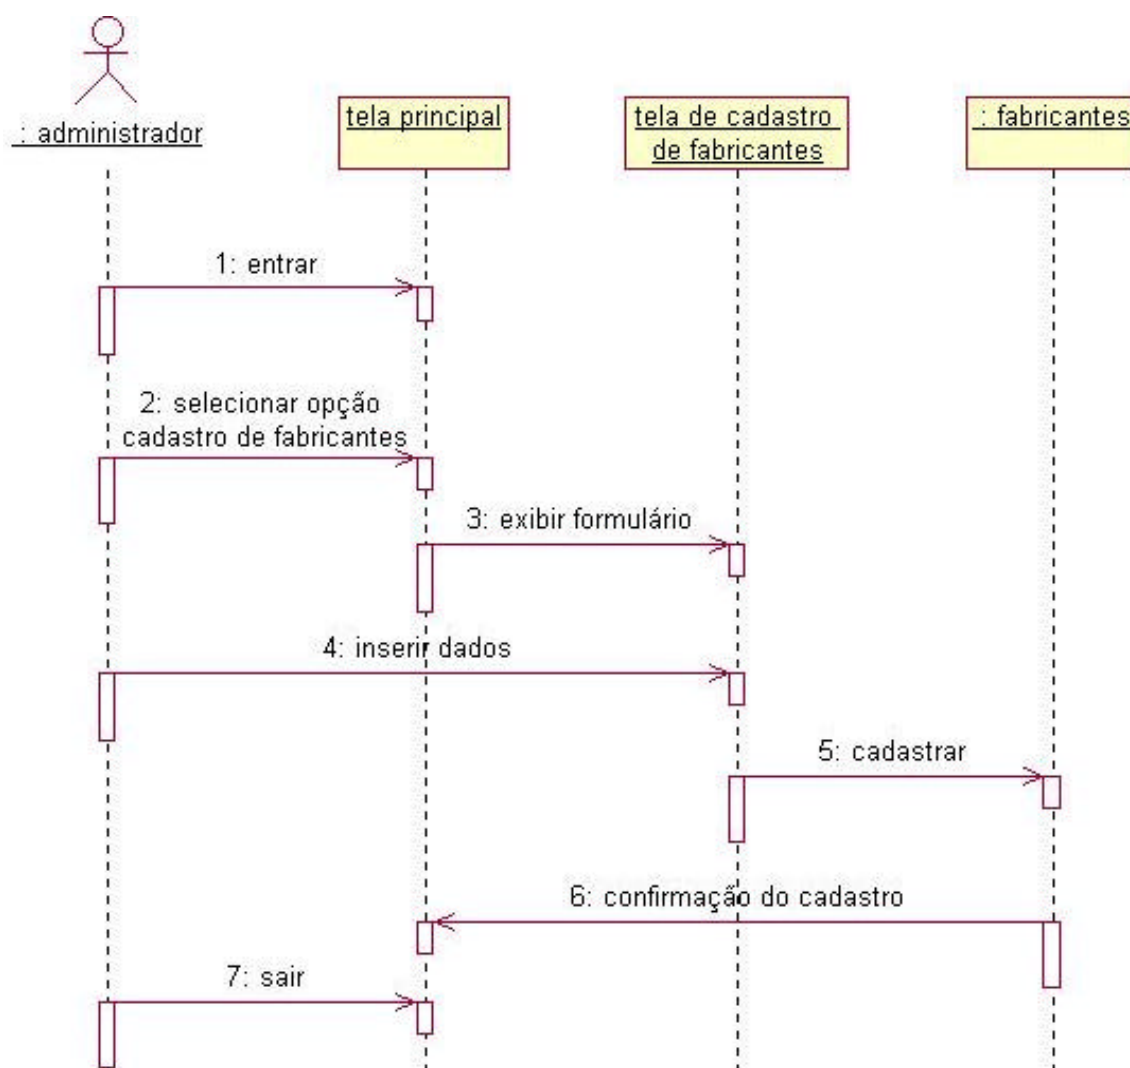 : administrador
tela principal
tela de cadastro
de fabricantes
: fabricantes
1: entrar
2: selecionar opção
cadastro de fabricantes
3: exibir formulário
4: inserir dados
5: cadastrar
6: confirmação do cadastro
7: sair